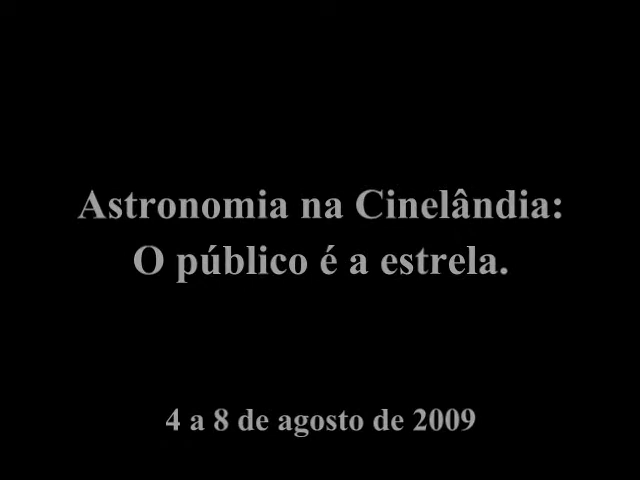 Astronomia na Cinelândia:
O público é a estrela.
4 a 8 de agosto de 2009